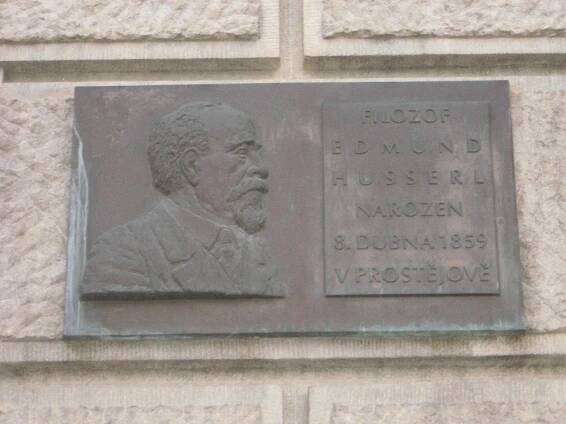 FILOZOF
EDMUND
HUSSERL
NAROZEN
8. DUBNA 1859
V PROSTĚJOVĚ